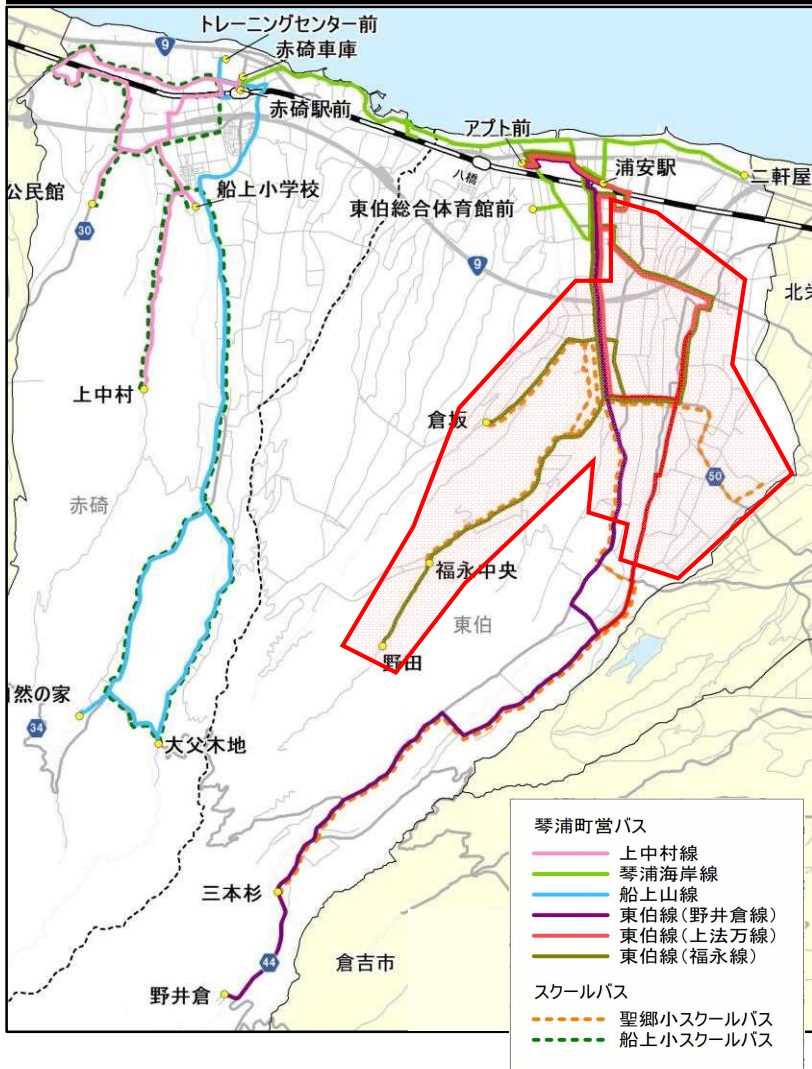 トレーニングセンター前
9
赤碕車庫
赤碕駅前
アプト前
八橋
浦安駅
二軒屋
公民館
船上小学校
東伯総合体育館前
30
9
北栄
上中村
倉坂
50
赤碕
福永中央
東伯
野田
然の家
34
大父木地
三本杉
倉吉市
44
野井倉
琴浦町営バス
上中村線
琴浦海岸線
船上山線
東伯線(野井倉線)
東伯線(上法万線)
東伯線(福永線)
スクールバス
聖郷小スクールバス
船上小スクールバス